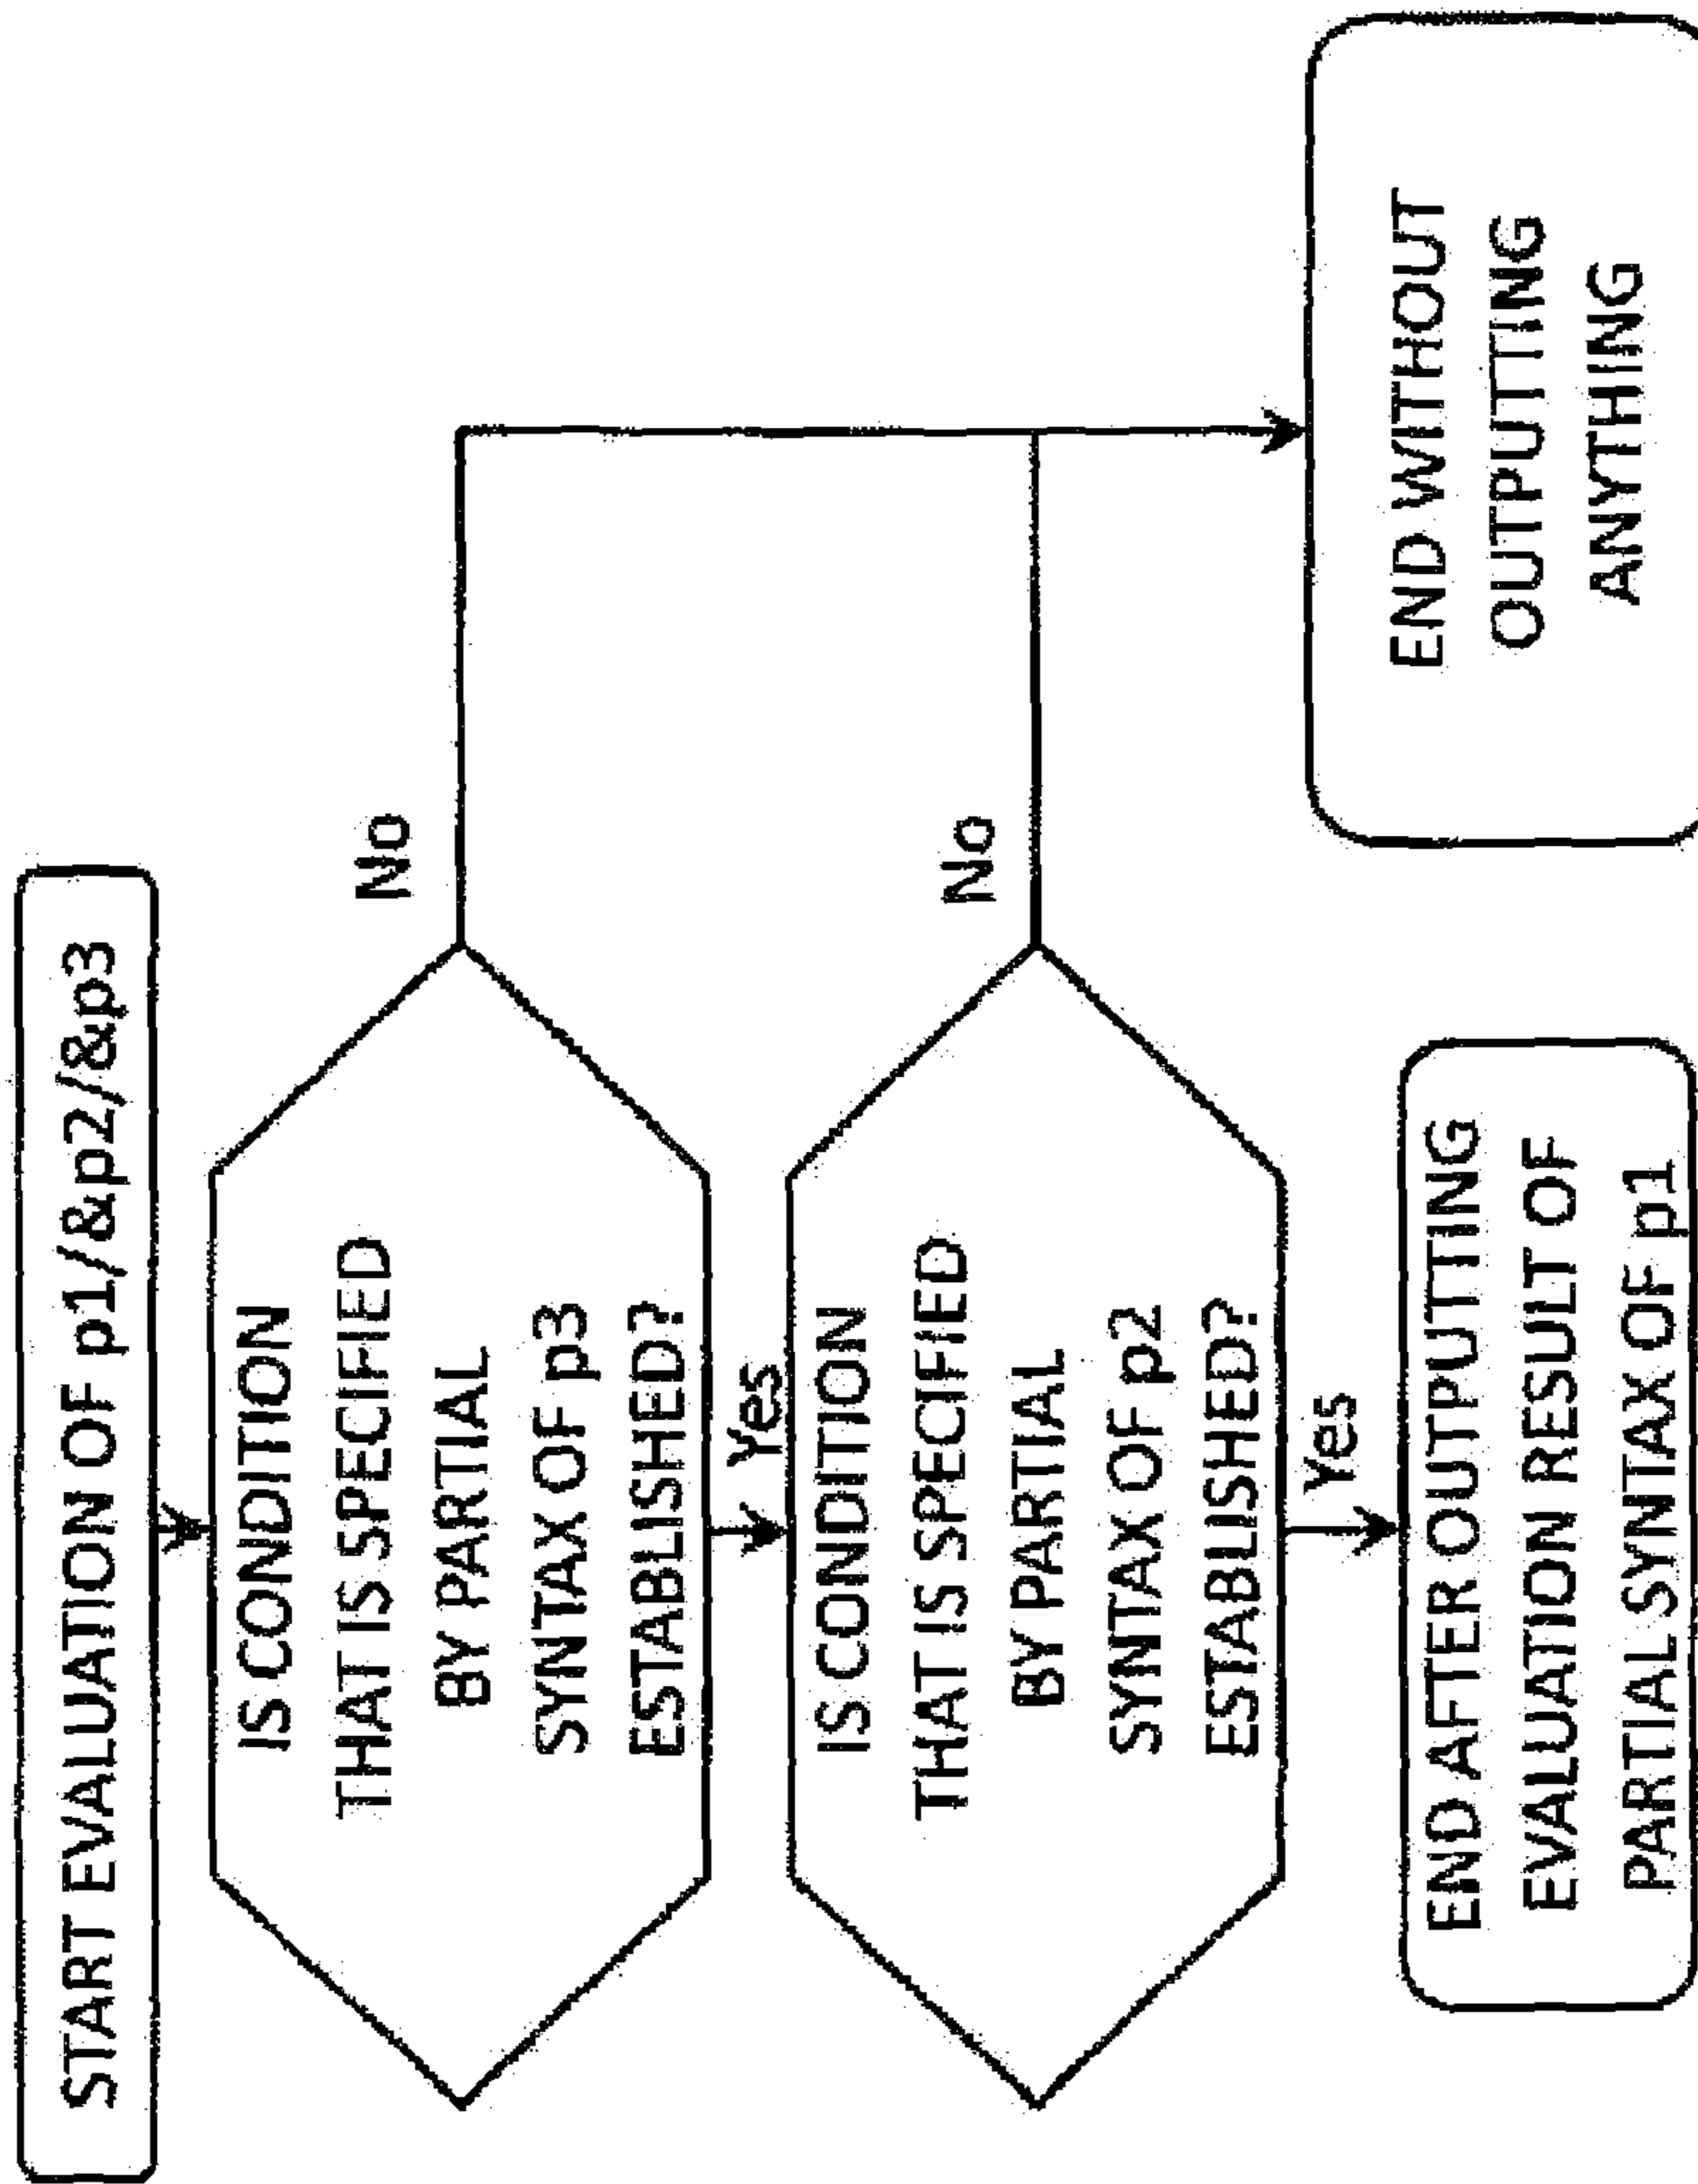 START EVALUATION OF p1/&p2/&p3
IS CONDITION
THAT IS SPECIFIED
BY PARTIAL
SYNTAX OF p3
ESTABLISHED?
No
Yes
IS CONDITION
THAT IS SPECIFIED
BY PARTIAL
SYNTAX OF p2
ESTABLISHED?
No
Yes
END AFTER OUTPUTTING
EVALUATION RESULT OF
PARTIAL SYNTAX OF p1
END WITHOUT
OUTPUTTING
ANYTHING